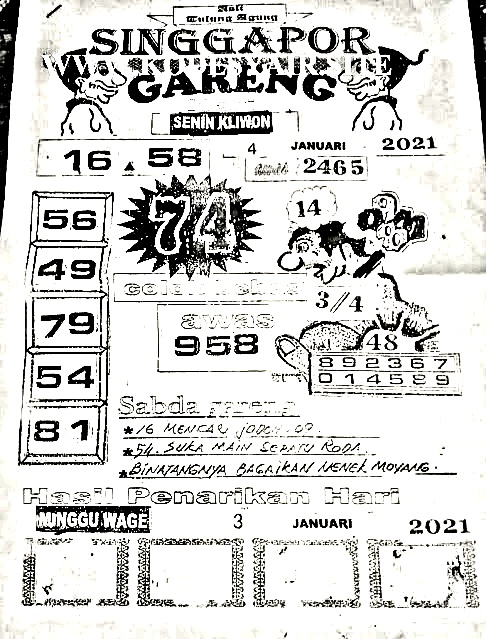 Asli
Tulung Agung
SINGGAPOR
GARENG
SENIN KLIWON
16.58 - 4 JANUARI 2021
2465
56
49
79
54
81
74
14
3//4
awas
958
48
892367
014589
Sabda gareng
*16 MENCARI JODOH
*54. SUKA MAIN SEPATU RODA.
*BINATANGNYA BAGAIKAN NENEK MOYANG.
Hasil Penarikan Hari
MINGGU WAGE 3 JANUARI 2021